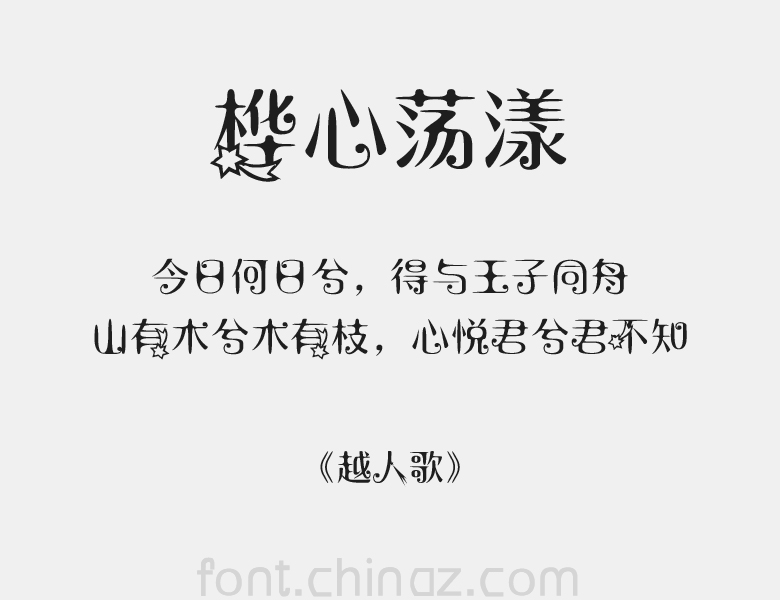 桦心荡漾
今日何日兮，得与王子同舟
山有木兮木有枝，心悦君兮君不知
《越人歌》
font.chinaz.com